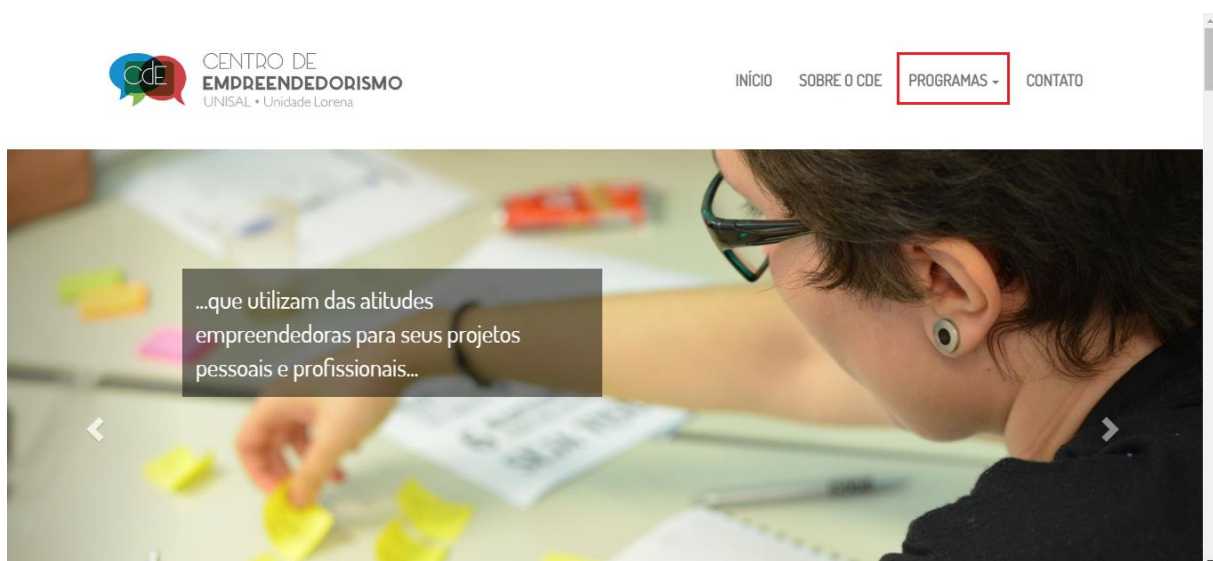 CdE
CENTRO DE
EMPREENDEDORISMO
UNISAL • Unidade Lorena
INÍCIO SOBRE O CDE PROGRAMAS CONTATO
...que utilizam das atitudes
empreendedoras para seus projetos
pessoais e profissionais...